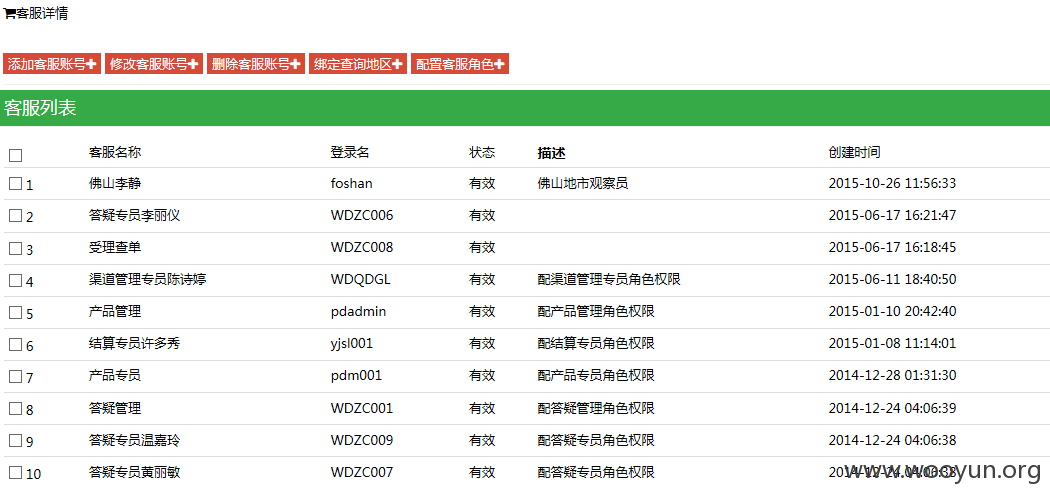 客服详情
添加客服账号 修改客服账号 删除客服账号 绑定查询地区 配置客服角色
客服列表
客服名称 登录名 状态 描述 创建时间
1 佛山李静 foshan 有效 佛山地市观察员 2015-10-26 11:56:33
2 答疑专员李丽仪 WDZC006 有效 2015-06-17 16:21:47
3 受理查单 WDZC008 有效 2015-06-17 16:18:45
4 渠道管理专员陈诗婷 WDQDGL 有效 配渠道管理专员角色权限 2015-06-11 18:40:50
5 产品管理 pdadmin 有效 配产品管理角色权限 2015-01-10 20:42:40
6 结算专员许多秀 yjsl001 有效 配结算专员角色权限 2015-01-08 11:14:01
7 产品专员 pdm001 有效 配产品专员角色权限 2014-12-28 01:31:30
8 答疑管理 WDZC001 有效 配答疑管理角色权限 2014-12-24 04:06:39
9 答疑专员温嘉玲 WDZC009 有效 配答疑专员角色权限 2014-12-24 04:06:38
10 答疑专员黄丽敏 WDZC007 有效 配答疑专员角色权限 2014-12-24 04:06:38
www.wooyun.org